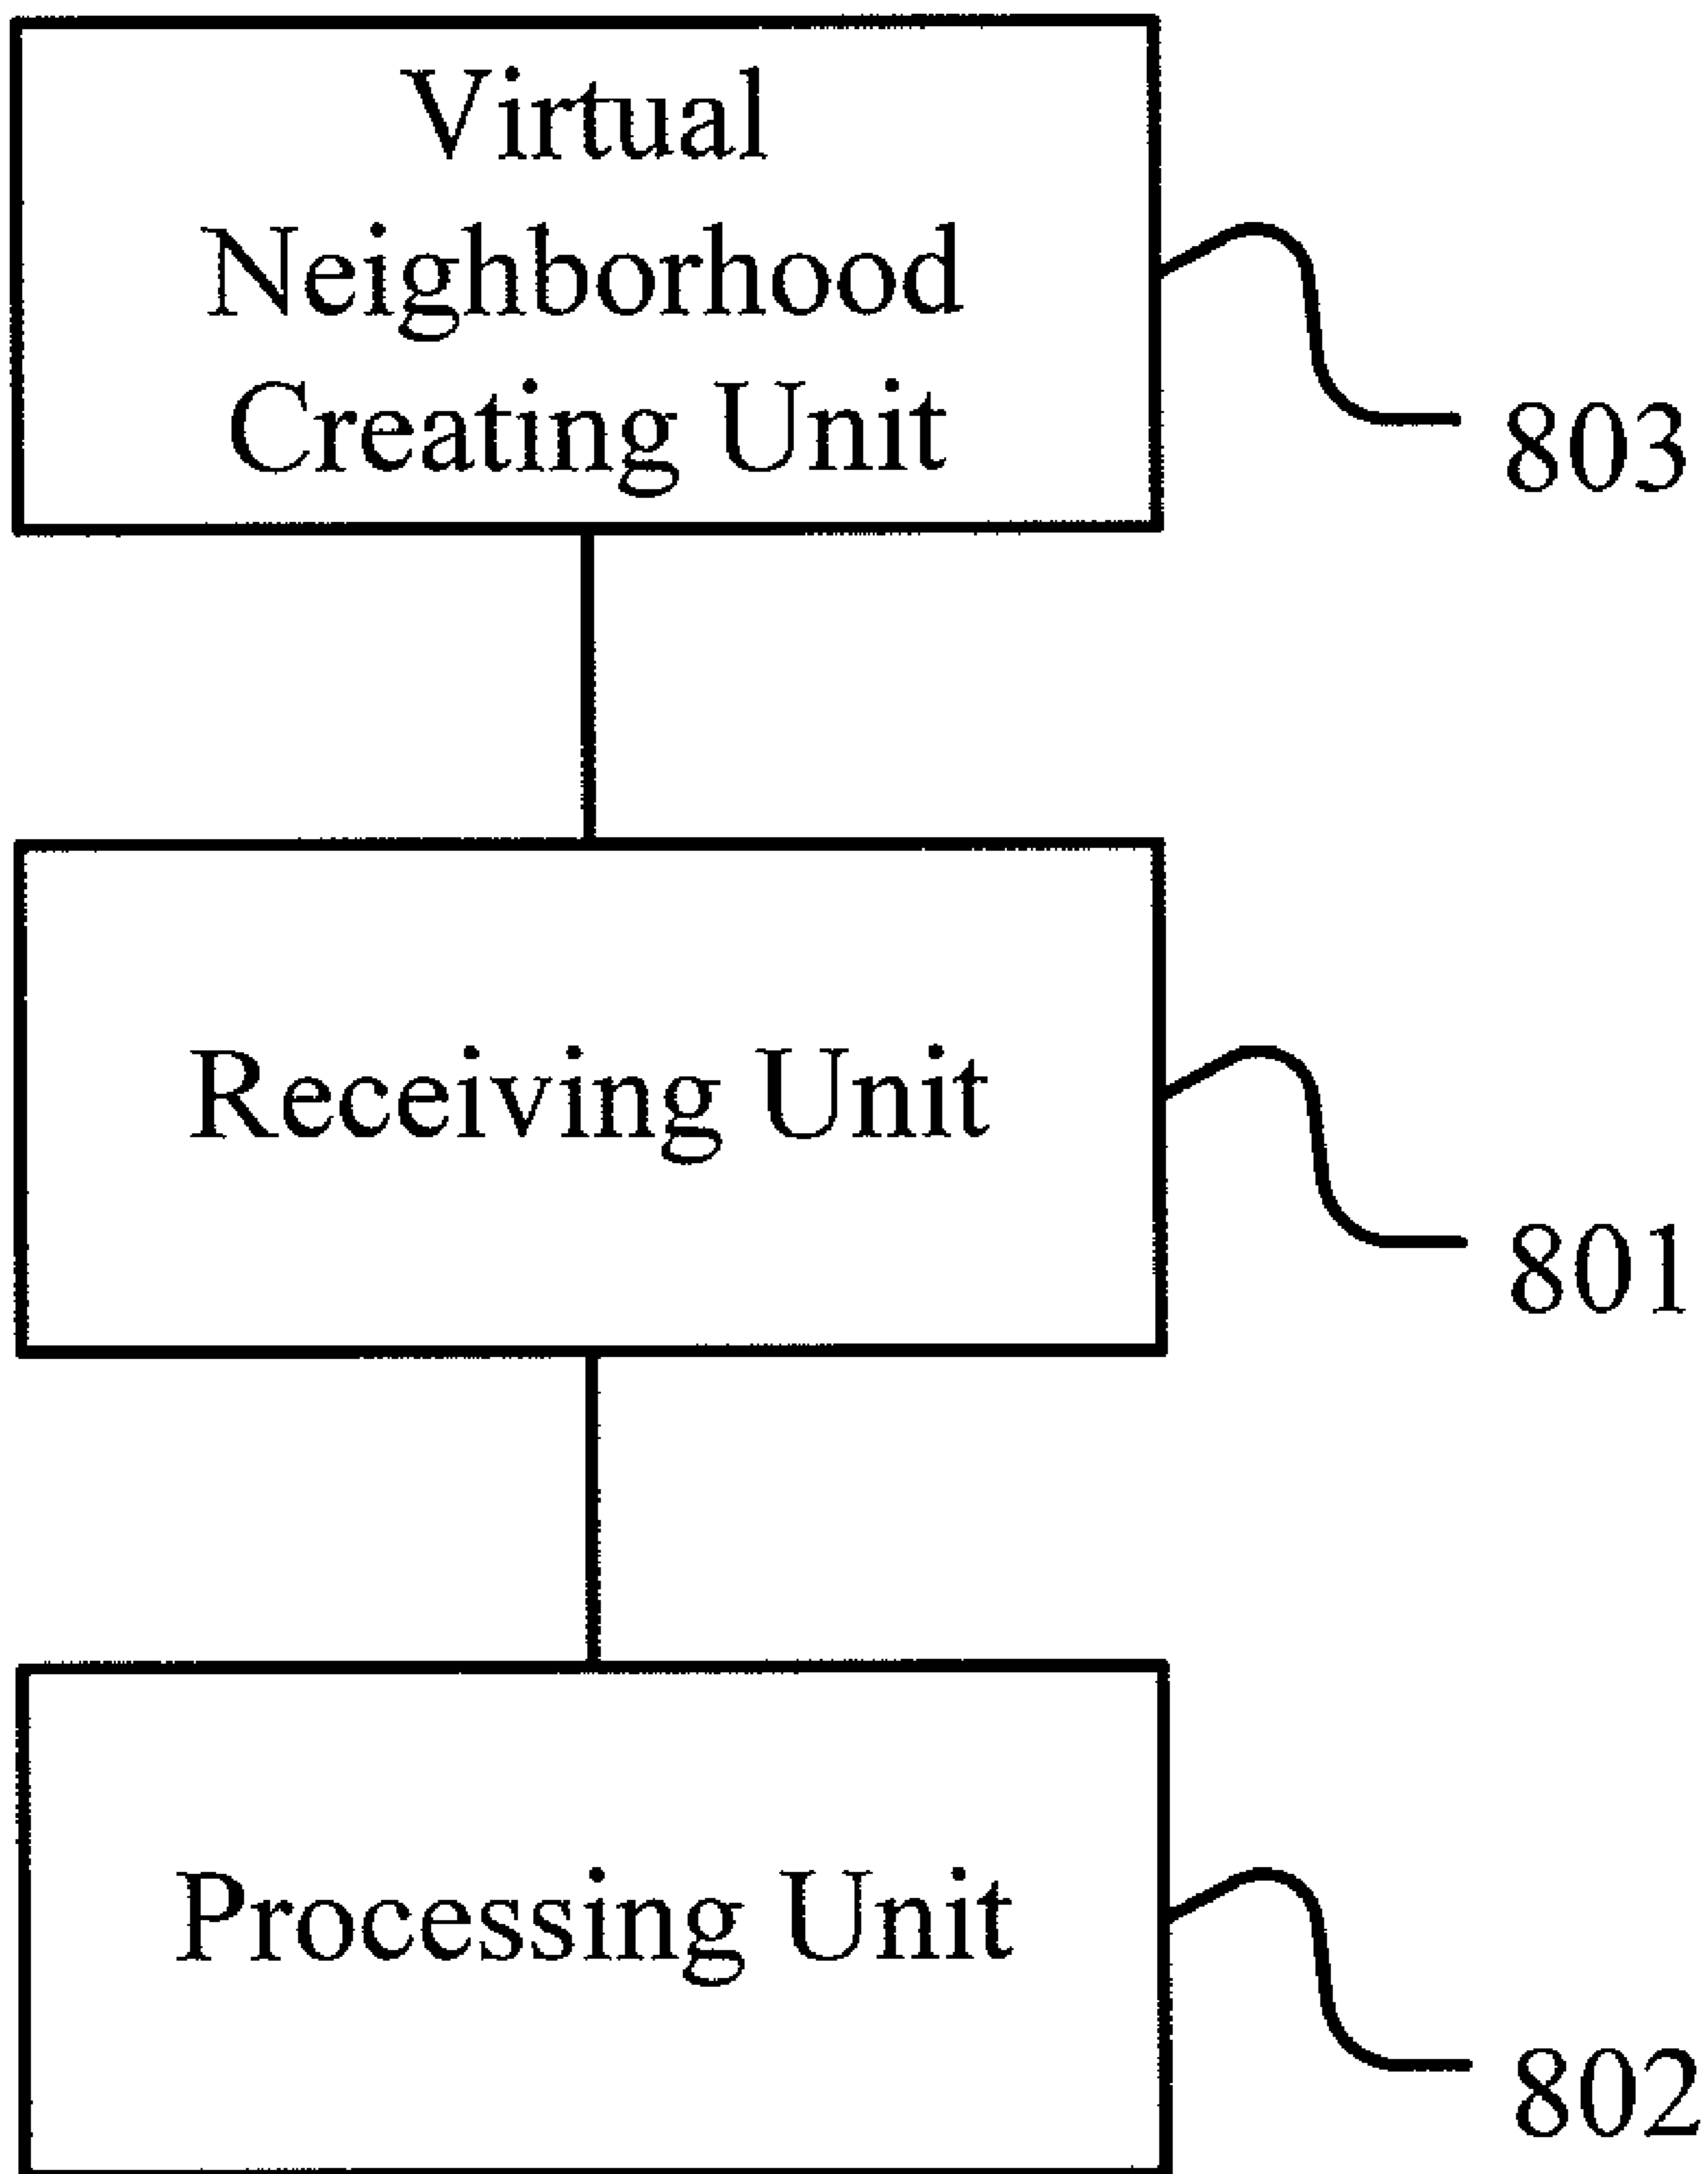 Virtual
Neighborhood
Creating Unit
803
Receiving Unit
801
Processing Unit
802